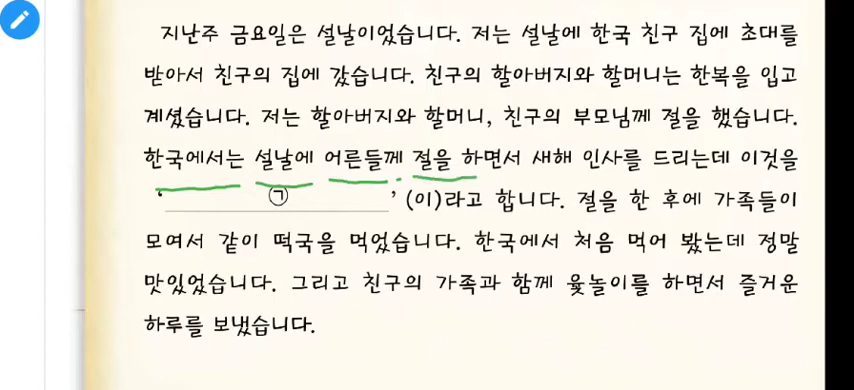 지난주 금요일은 설날이었습니다. 저는 설날에 한국 친구 집에 초대를
받아서 친구의 집에 갔습니다. 친구의 할아버지와 할머니는 한복을 입고
계셨습니다. 저는 할아버지와 할머니, 친구의 부모님께 절을 했습니다.
한국에서는 설날에 어른들께 절을 하면서 새해 인사를 드리는데 이것을
‘ ㉠ ’ (이)라고 합니다. 절을 한 후에 가족들이
모여서 같이 떡국을 먹었습니다. 한국에서 처음 먹어 봤는데 정말
맛있었습니다. 그리고 친구의 가족과 함께 윷놀이를 하면서 즐거운
하루를 보냈습니다.